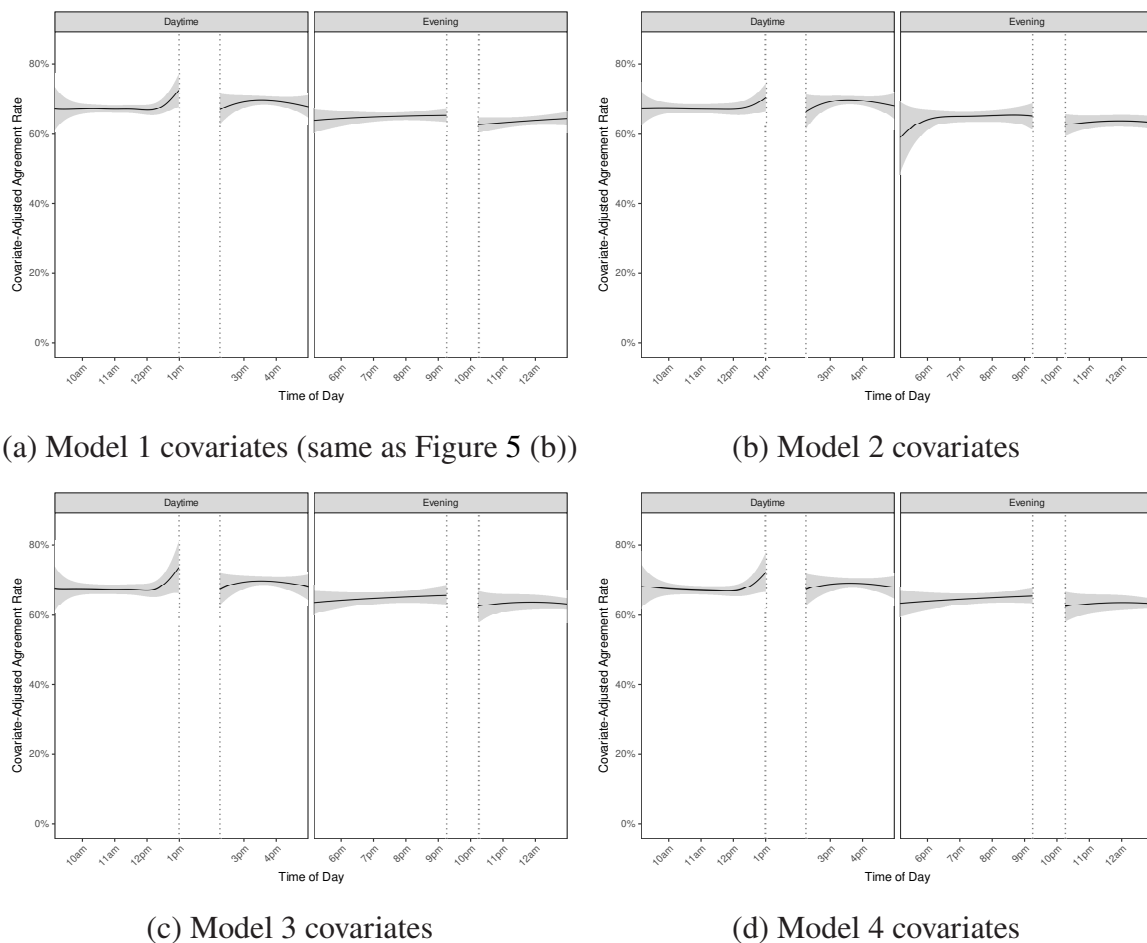 Daytime Evening
Covariate-Adjusted Agreement Rate
80%
60%
40%
20%
0%
10am 11am 12pm 1pm 3pm 4pm 6pm 7pm 8pm 9pm 10pm 11pm 12am
Time of Day
(a) Model 1 covariates (same as Figure 5 (b))
Daytime Evening
Covariate-Adjusted Agreement Rate
80%
60%
40%
20%
0%
10am 11am 12pm 1pm 3pm 4pm 6pm 7pm 8pm 9pm 10pm 11pm 12am
Time of Day
(b) Model 2 covariates
Daytime Evening
Covariate-Adjusted Agreement Rate
80%
60%
40%
20%
0%
10am 11am 12pm 1pm 3pm 4pm 6pm 7pm 8pm 9pm 10pm 11pm 12am
Time of Day
(c) Model 3 covariates
Daytime Evening
Covariate-Adjusted Agreement Rate
80%
60%
40%
20%
0%
10am 11am 12pm 1pm 3pm 4pm 6pm 7pm 8pm 9pm 10pm 11pm 12am
Time of Day
(d) Model 4 covariates